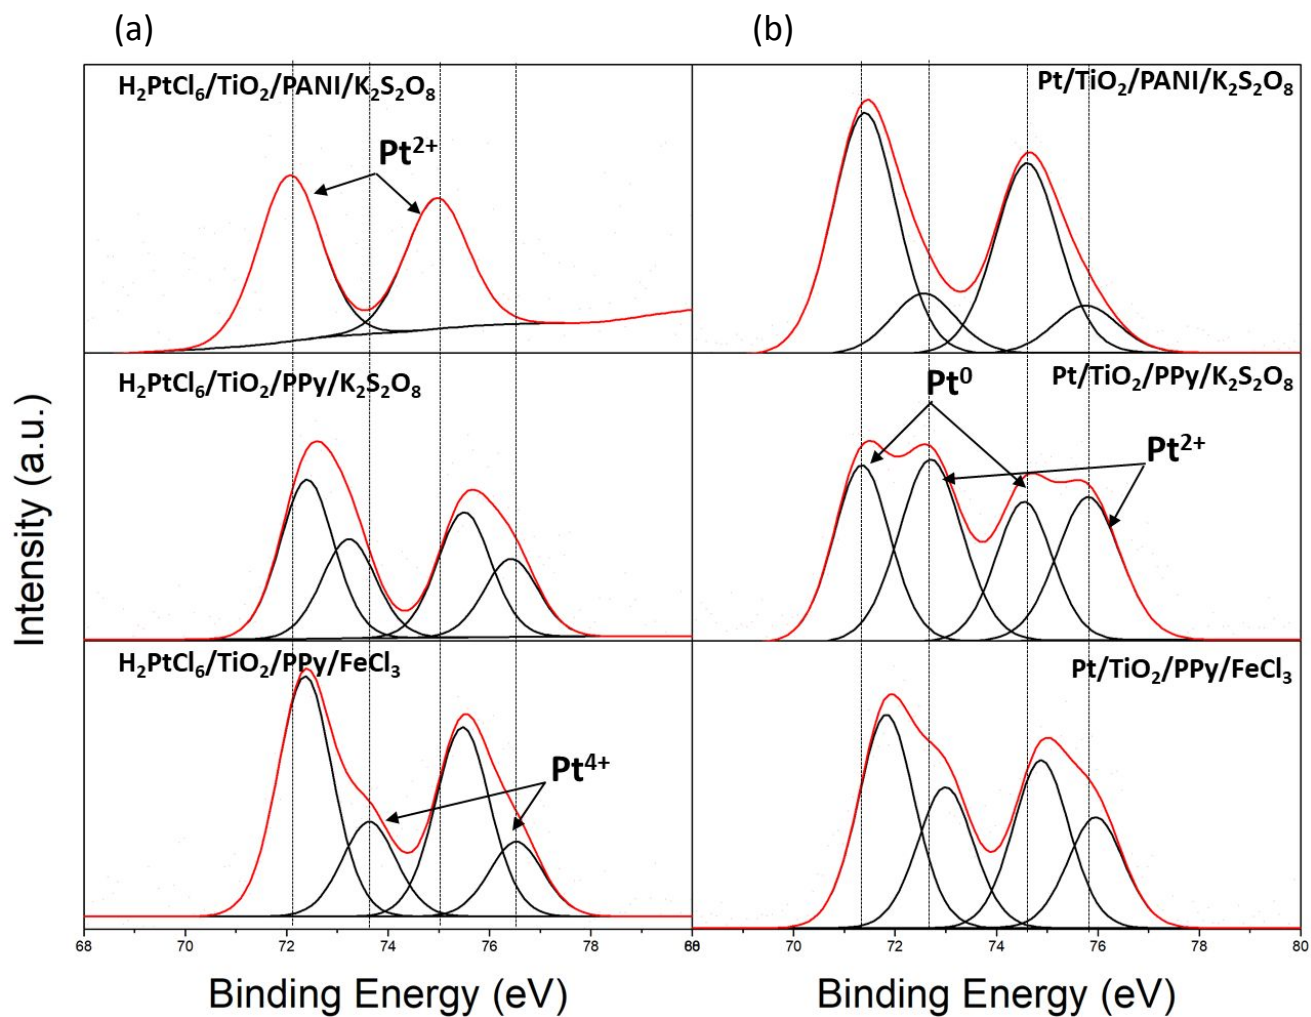 (a)
(b)
H₂PtCl₆/TiO₂/PANI/K₂S₂O₈
Pt²⁺
Pt/TiO₂/PANI/K₂S₂O₈
H₂PtCl₆/TiO₂/PPy/K₂S₂O₈
Pt⁰
Pt/TiO₂/PPy/K₂S₂O₈
Pt²⁺
Intensity (a.u.)
H₂PtCl₆/TiO₂/PPy/FeCl₃
Pt⁴⁺
Pt/TiO₂/PPy/FeCl₃
68 70 72 74 76 78
70 72 74 76 78 80
Binding Energy (eV)
Binding Energy (eV)